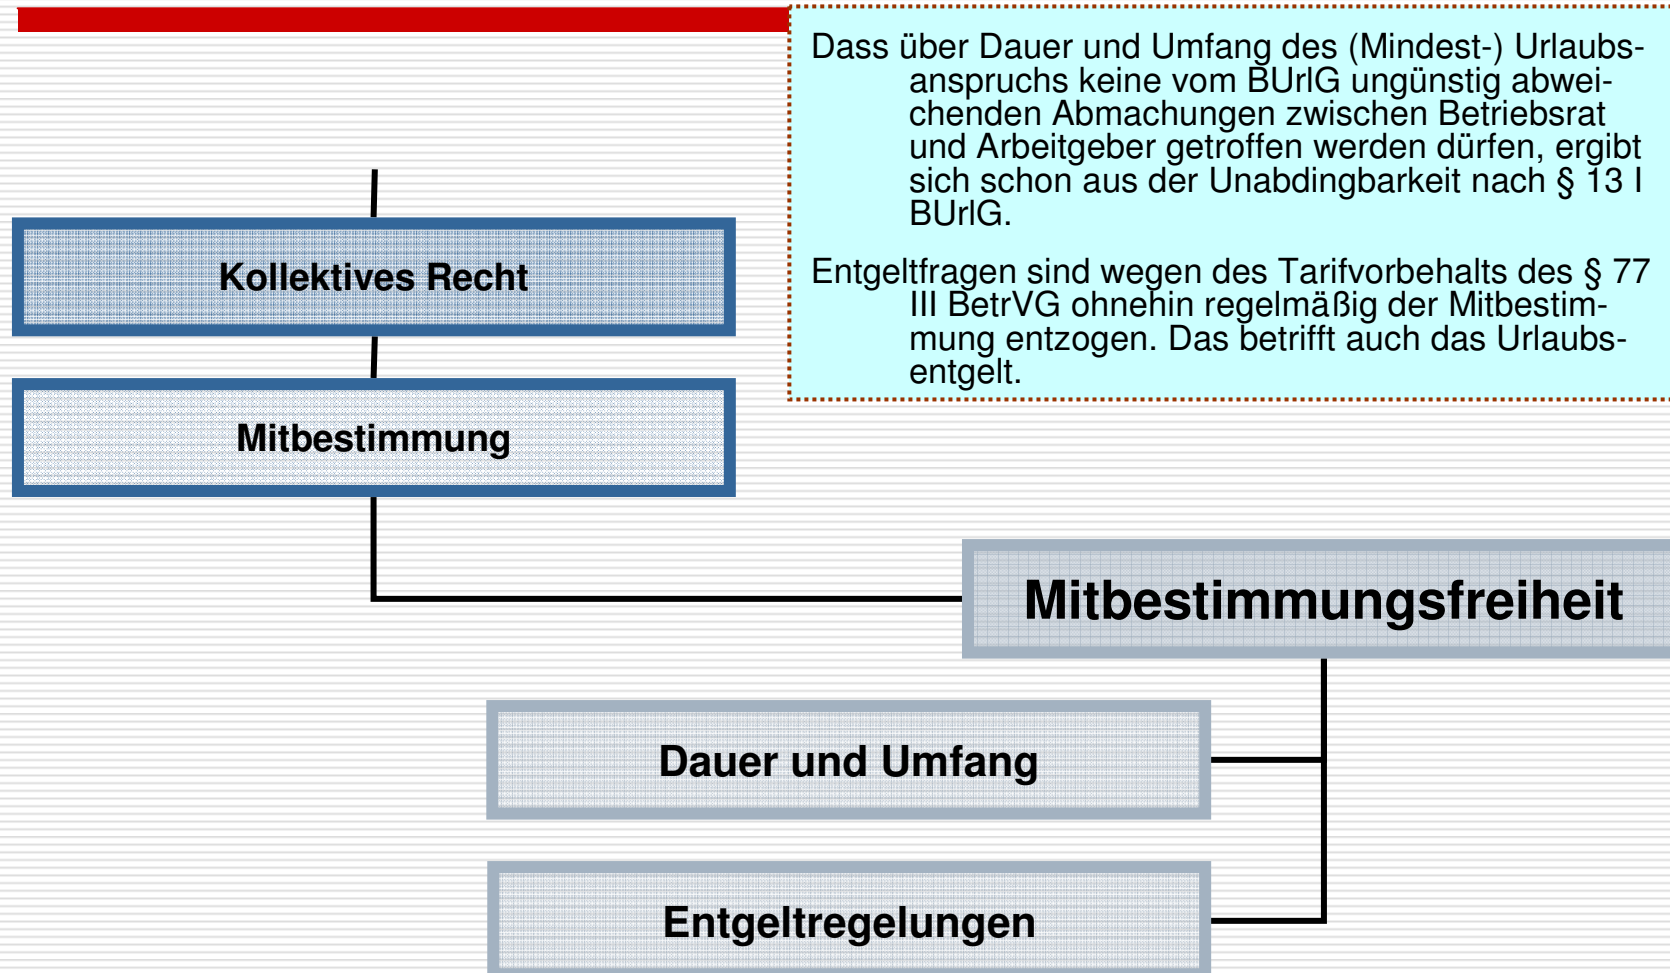 Dass über Dauer und Umfang des (Mindest-) Urlaubs-
anspruchs keine vom BUrlG ungünstig abwei-
chenden Abmachungen zwischen Betriebsrat
und Arbeitgeber getroffen werden dürfen, ergibt
sich schon aus der Unabdingbarkeit nach § 13 I
BUrlG.
Entgeltfragen sind wegen des Tarifvorbehalts des § 77
III BetrVG ohnehin regelmäßig der Mitbestim-
mung entzogen. Das betrifft auch das Urlaubs-
entgelt.
Kollektives Recht
Mitbestimmung
Mitbestimmungsfreiheit
Dauer und Umfang
Entgeltregelungen